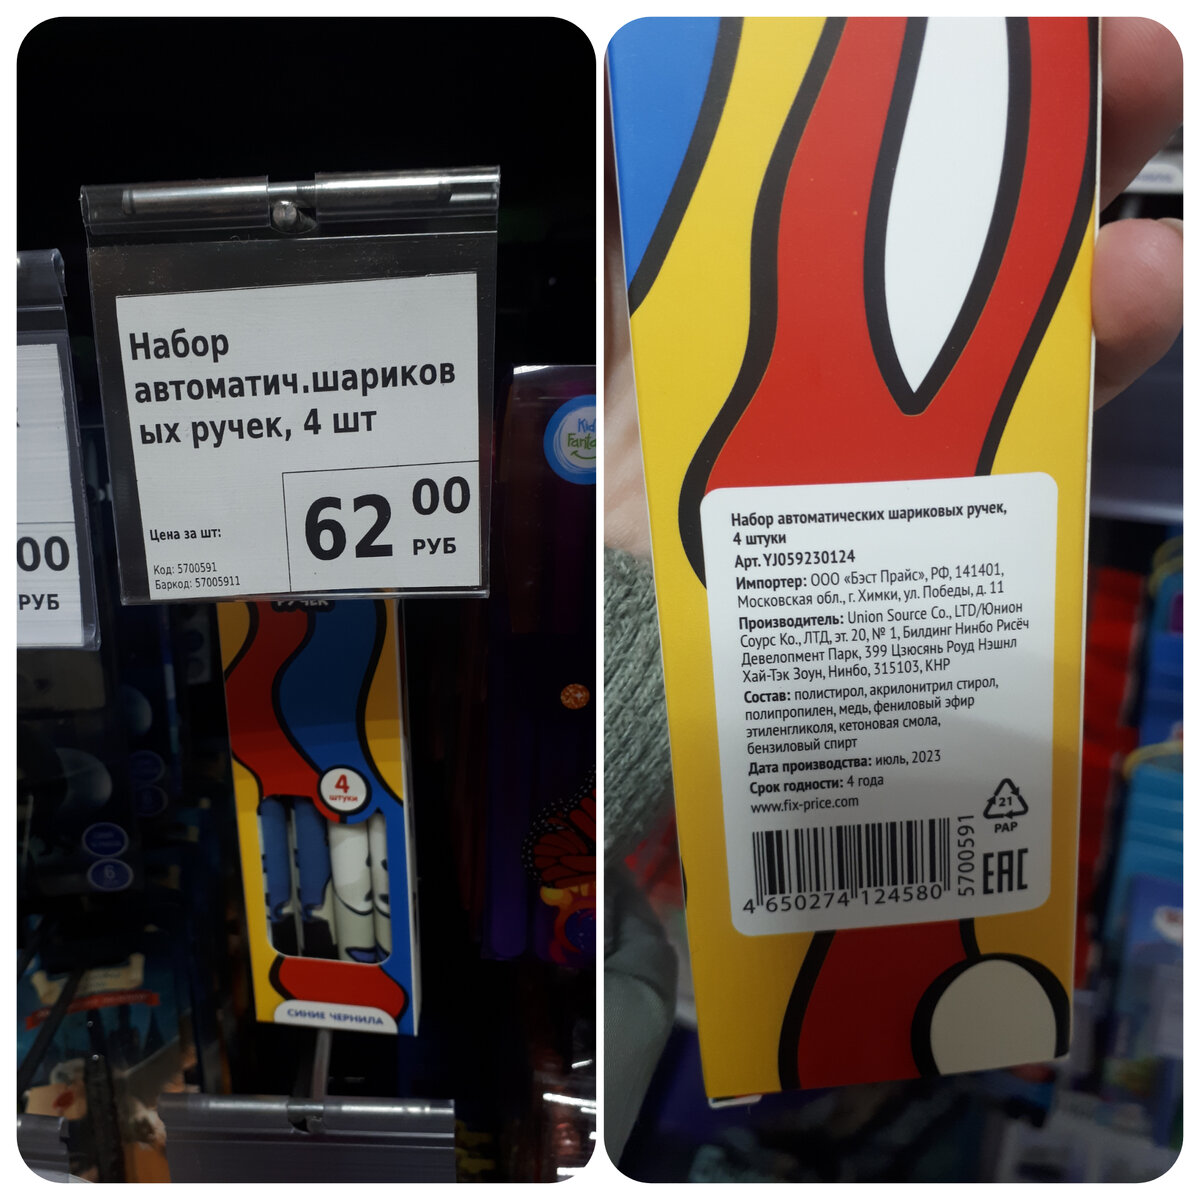 Набор
автоматич.шариков
ых ручек, 4 шт
Цена за шт:
62 00
РУБ
Код: 5700591
Баркод: 57005911
00
РУБ
РУЧЕК
4
штуки
СИНИЕ ЧЕРНИЛА
6
Kid
Fanta
Набор автоматических шариковых ручек,
4 штуки
Арт. YJ059230124
Импортер: ООО «Бэст Прайс», РФ, 141401,
Московская обл., г. Химки, ул. Победы, д. 11
Производитель: Union Source Co., LTD/Юнион
Соурс Ко., ЛТД, эт. 20, № 1, Билдинг Нинбо Рисёч
Девелопмент Парк, 399 Цзюсянь Роуд Нэшнл
Хай-Тэк Зоун, Нинбо, 315103, КНР
Состав: полистирол, акрилонитрил стирол,
полипропилен, медь, фениловый эфир
этиленгликоля, кетоновая смола,
бензиловый спирт
Дата производства: июль, 2023
Срок годности: 4 года
www.fix-price.com
21
PAP
4 650274 124580
5700591
EAC